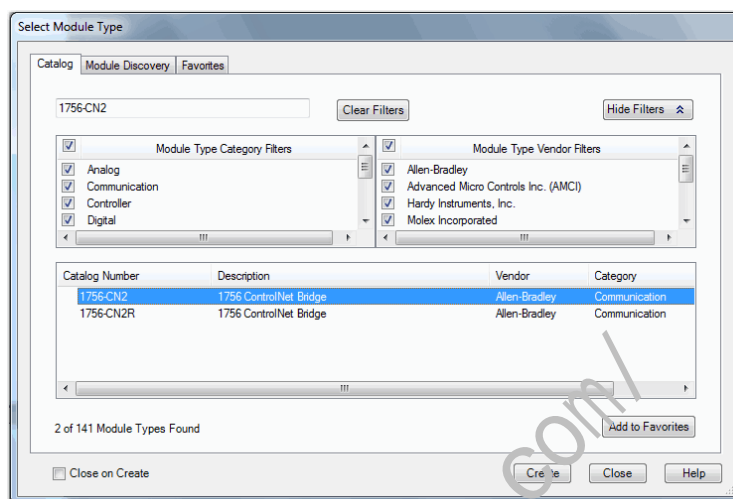 Select Module Type
Catalog Module Discovery Favorites
1756-CN2 Clear Filters Hide Filters
Module Type Category Filters Module Type Vendor Filters
Analog Allen-Bradley
Communication Advanced Micro Controls Inc. (AMCI)
Controller Hardy Instruments, Inc.
Digital Molex Incorporated
Catalog Number Description Vendor Category
1756-CN2 1756 ControlNet Bridge Allen-Bradley Communication
1756-CN2R 1756 ControlNet Bridge Allen-Bradley Communication
2 of 141 Module Types Found Add to Favorites
com/
Close on Create Create Close Help